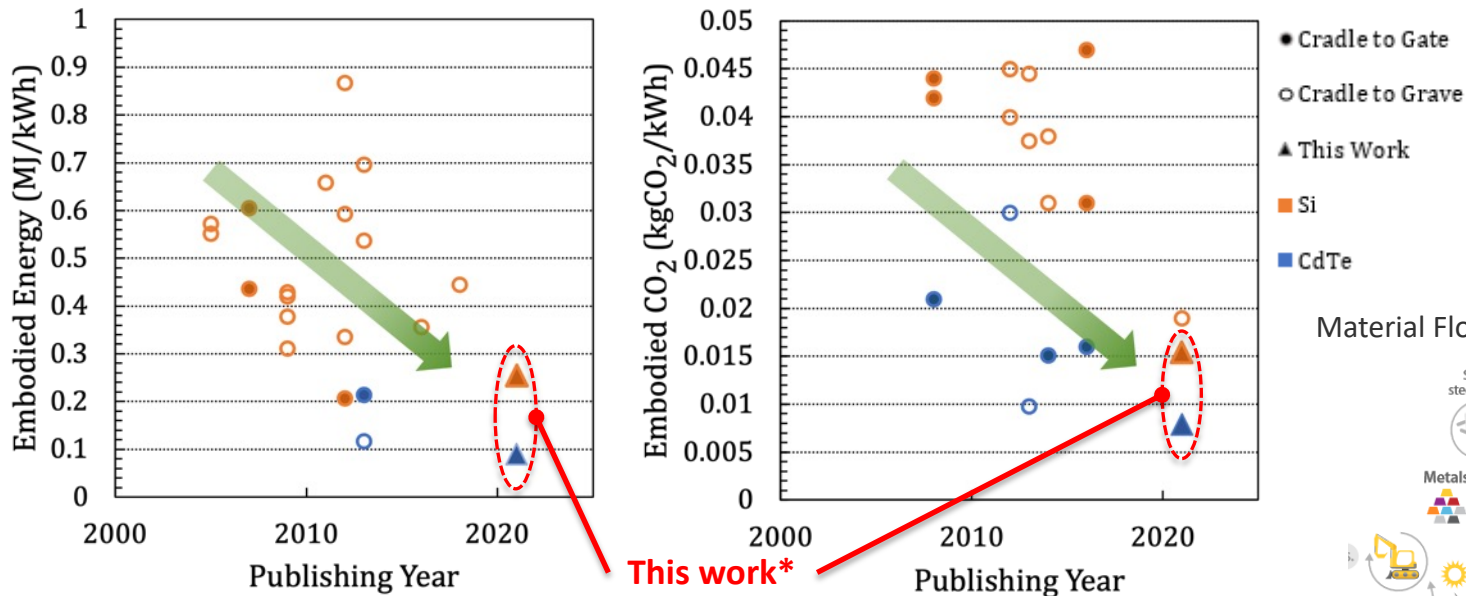 Embodied Energy (MJ/kWh)
1
0.9
0.8
0.7
0.6
0.5
0.4
0.3
0.2
0.1
0
2000 2010 2020
Publishing Year
Embodied CO2 (kgCO2/kWh)
0.05
0.045
0.04
0.035
0.03
0.025
0.02
0.015
0.01
0.005
0
2000 2010 2020
Publishing Year
This work*
Cradle to Gate
Cradle to Grave
This Work
Si
CdTe
Material Flo
Metals